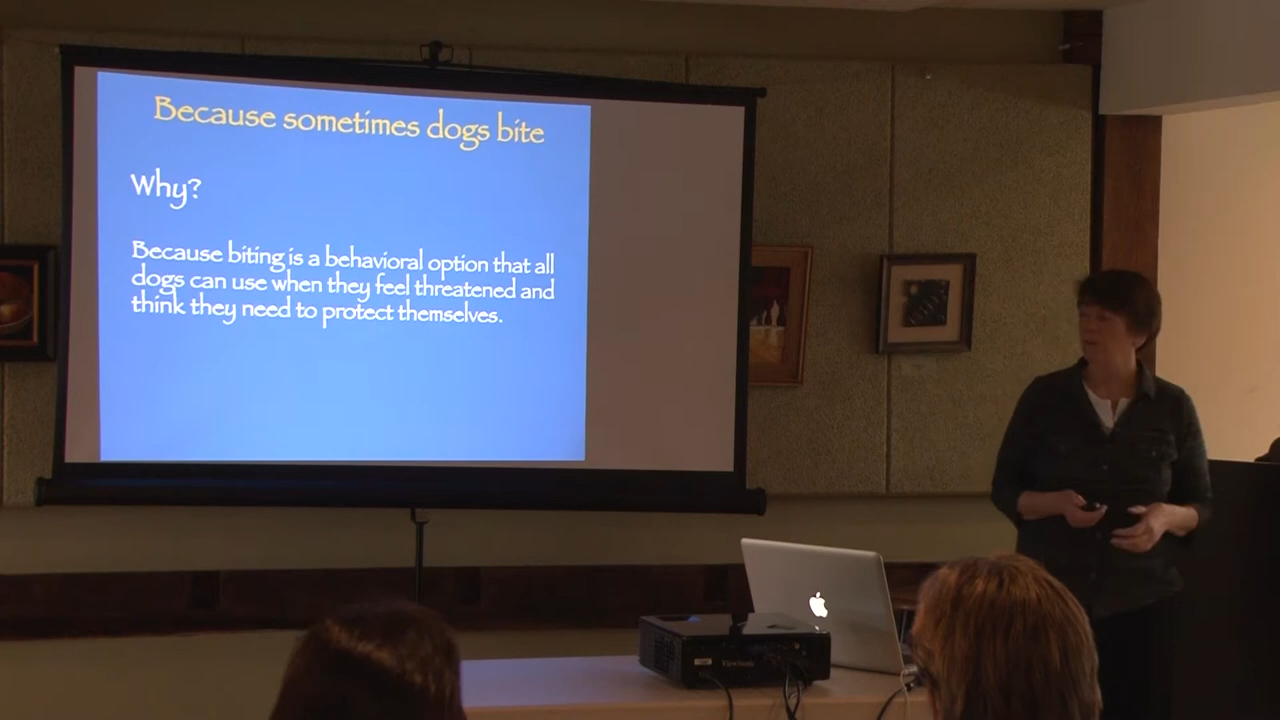 Because sometimes dogs bite
Why?
Because biting is a behavioral option that all
dogs can use when they feel threatened and
think they need to protect themselves.
ViewSonic